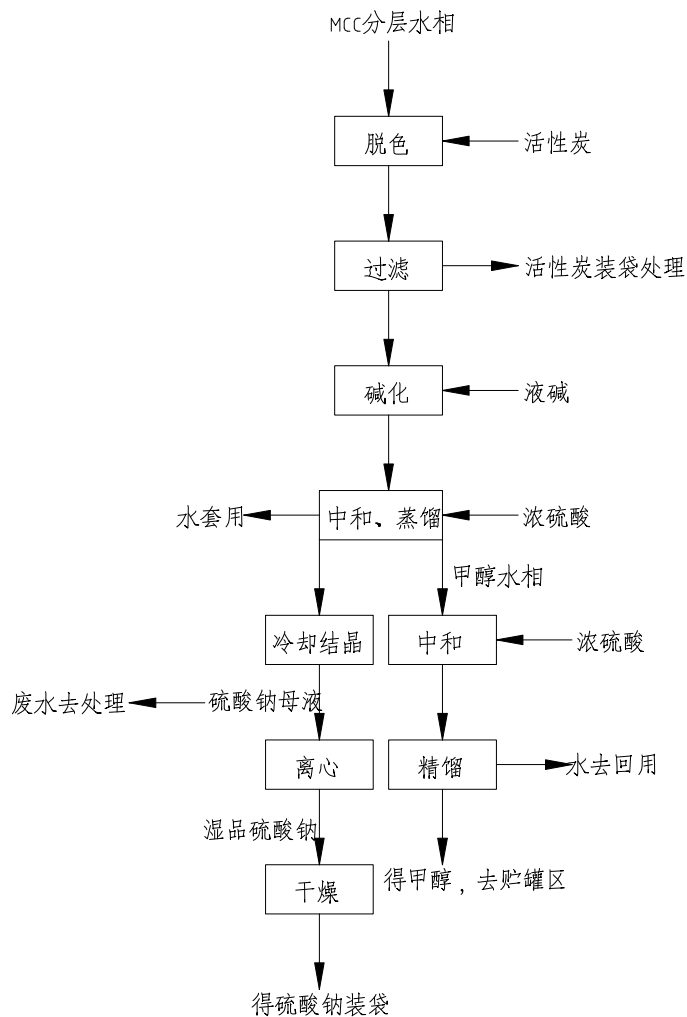 MCC分层水相
脱色
活性炭
过滤
活性炭装袋处理
碱化
液碱
水套用
中和、蒸馏
浓硫酸
甲醇水相
冷却结晶
中和
浓硫酸
废水去处理
硫酸钠母液
离心
精馏
水去回用
湿品硫酸钠
干燥
得甲醇，去贮罐区
得硫酸钠装袋